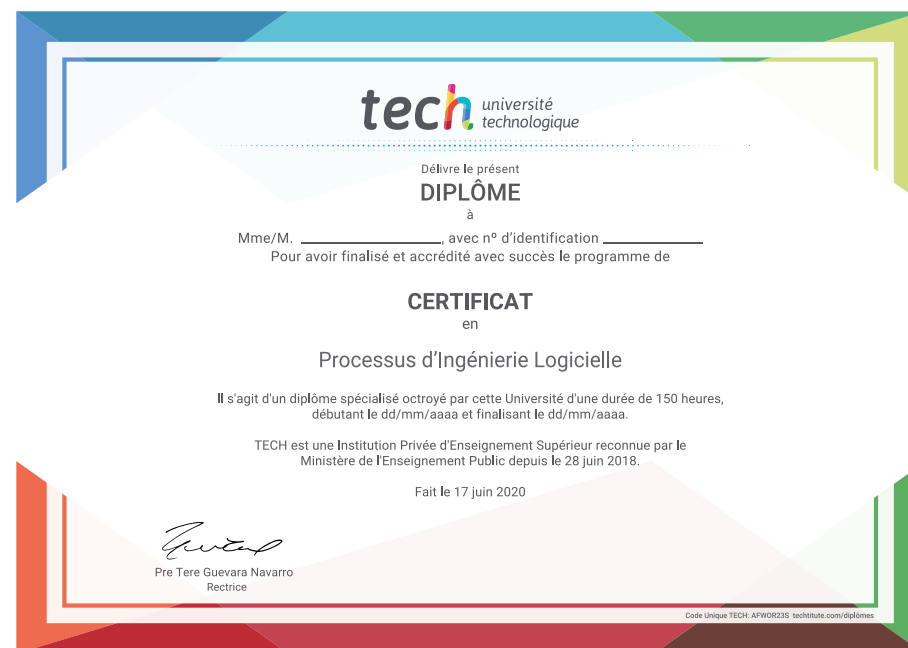 tech université
technologique
Délivre le présent
DIPLÔME
à
Mme/M. ____________________, avec nº d'identification ______________
Pour avoir finalisé et accrédité avec succès le programme de
CERTIFICAT
en
Processus d'Ingénierie Logicielle
Il s'agit d'un diplôme spécialisé octroyé par cette Université d'une durée de 150 heures,
débutant le dd/mm/aaaa et finalisant le dd/mm/aaaa.
TECH est une Institution Privée d'Enseignement Supérieur reconnue par le
Ministère de l'Enseignement Public depuis le 28 juin 2018.
Fait le 17 juin 2020
Pre Tere Guevara Navarro
Rectrice
Code Unique TECH: AFWOR23S techtitute.com/diplômes